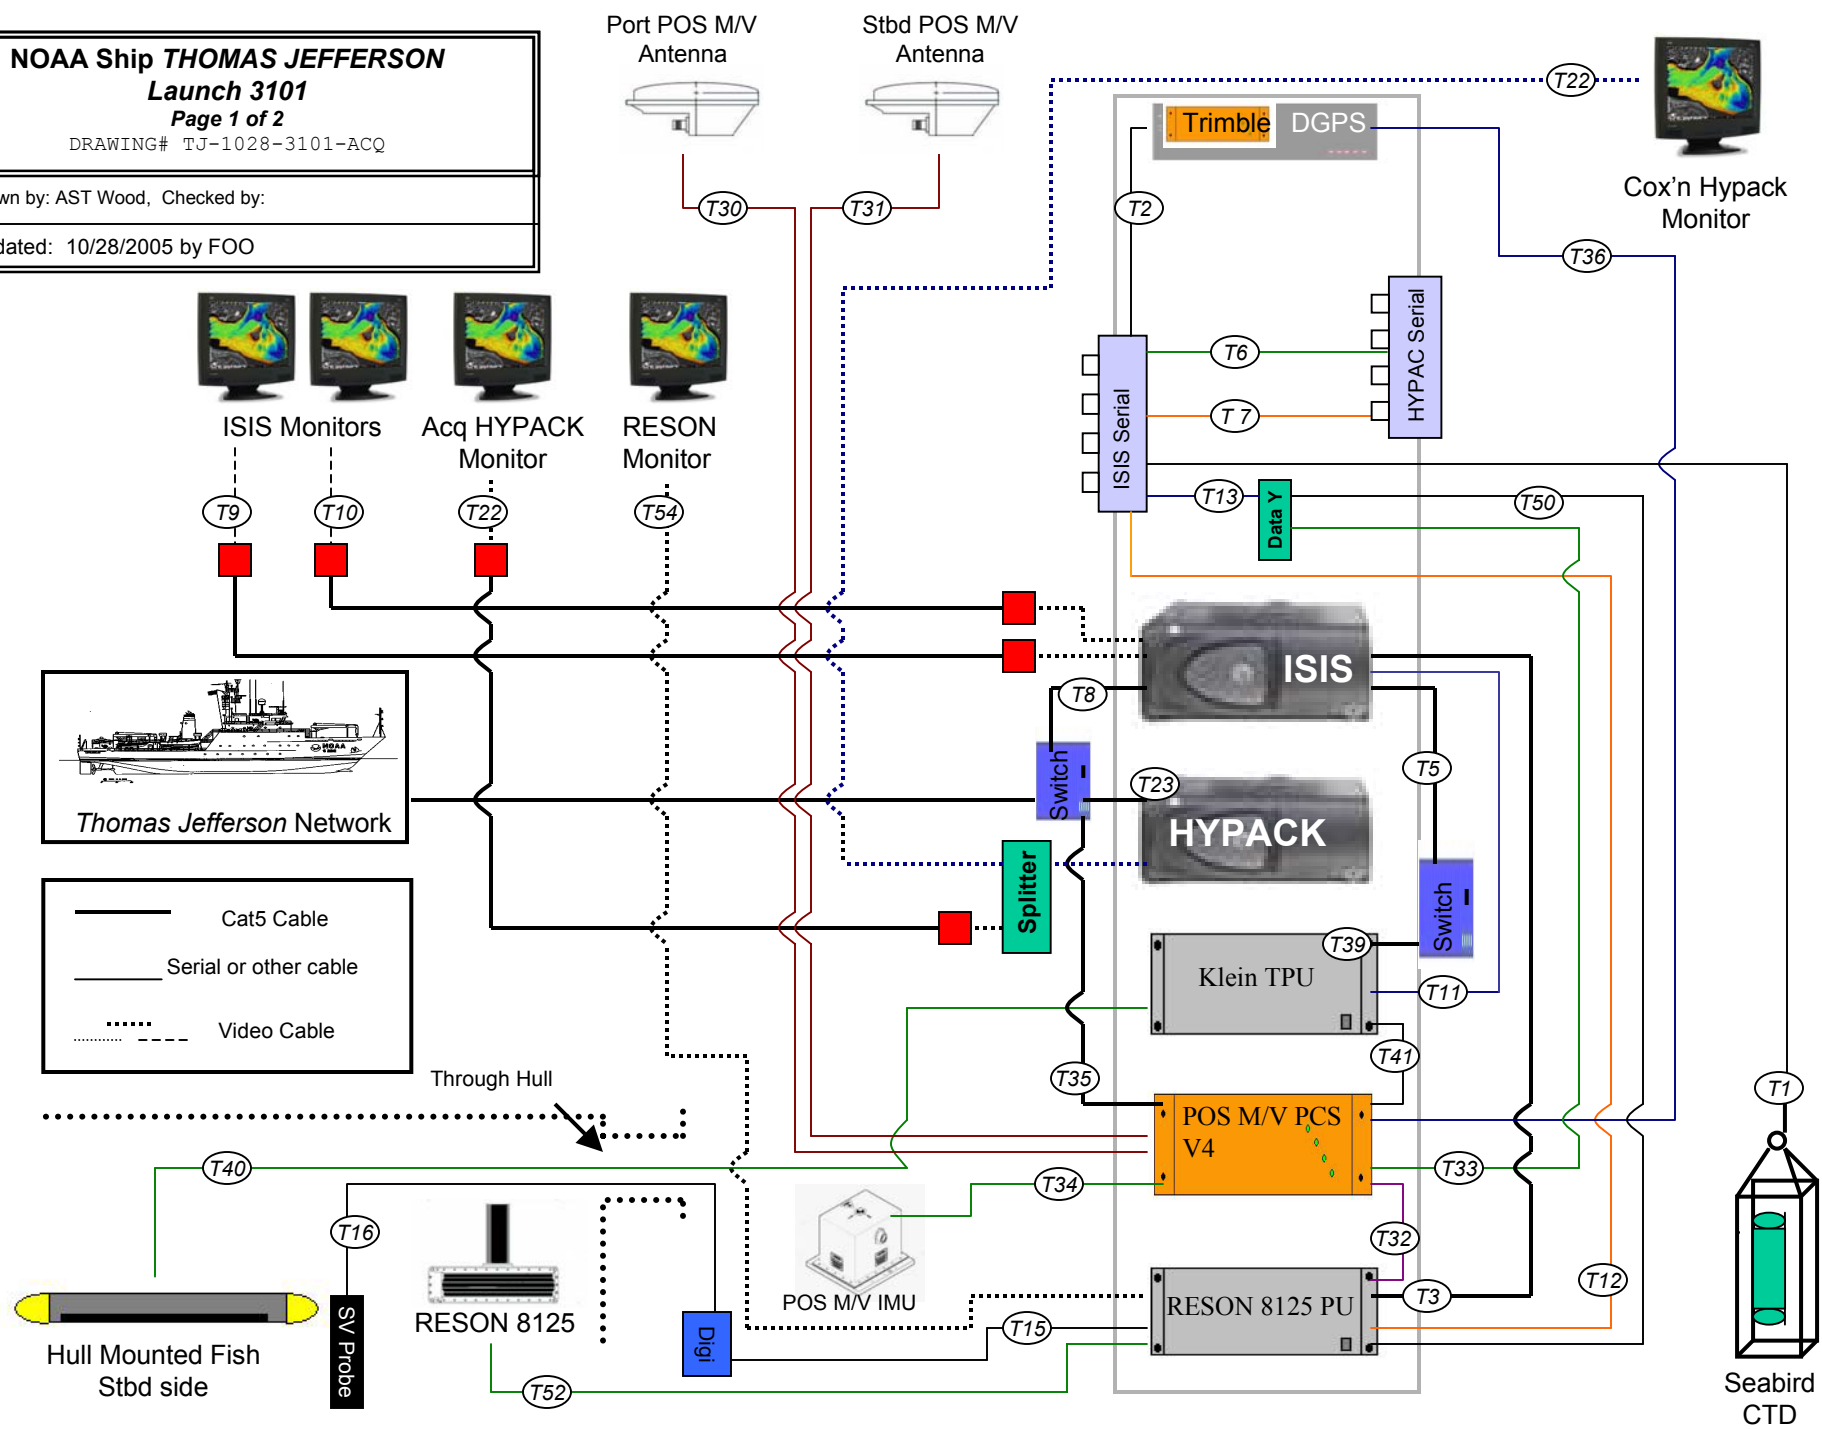 NOAA Ship THOMAS JEFFERSON
Launch 3101
Page 1 of 2
DRAWING# TJ-1028-3101-ACQ
wn by: AST Wood, Checked by:
dated: 10/28/2005 by FOO
Port POS M/V
Antenna
Stbd POS M/V
Antenna
T30
T31
Trimble
DGPS
T2
T22
Cox'n Hypack
Monitor
T36
ISIS Monitors
Acq HYPACK
Monitor
RESON
Monitor
T9
T10
T22
T54
ISIS Serial
HYPAC Serial
T6
T 7
T13
Data Y
T50
ISIS
T8
Switch
T23
HYPACK
T5
Switch
Splitter
Thomas Jefferson Network
Cat5 Cable
Serial or other cable
Video Cable
Through Hull
T39
Klein TPU
T11
T41
T35
POS M/V PCS
V4
T1
T40
T34
T33
T16
T32
T12
POS M/V IMU
RESON 8125 PU
T3
RESON 8125
SV Probe
Digi
T15
T52
Hull Mounted Fish
Stbd side
Seabird
CTD